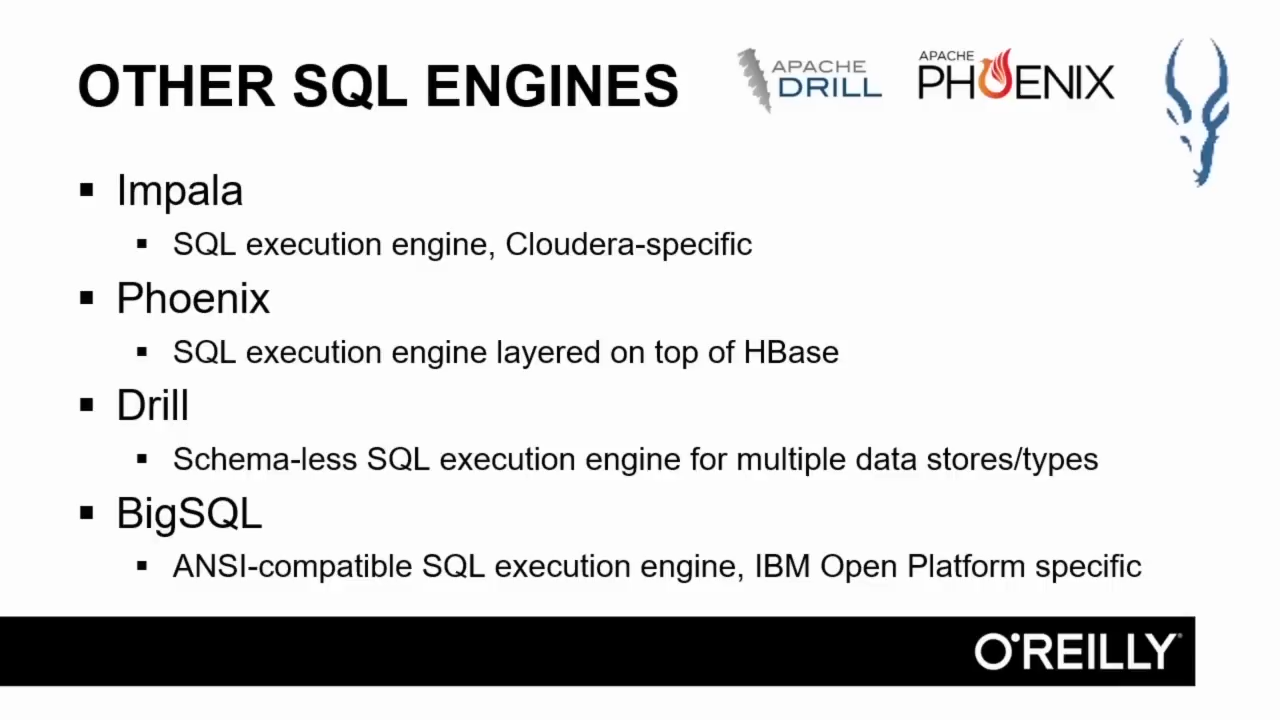 OTHER SQL ENGINES
APACHE
DRILL
APACHE
PHOENIX
▪ Impala
▪ SQL execution engine, Cloudera-specific
▪ Phoenix
▪ SQL execution engine layered on top of HBase
▪ Drill
▪ Schema-less SQL execution engine for multiple data stores/types
▪ BigSQL
▪ ANSI-compatible SQL execution engine, IBM Open Platform specific
O'REILLY®